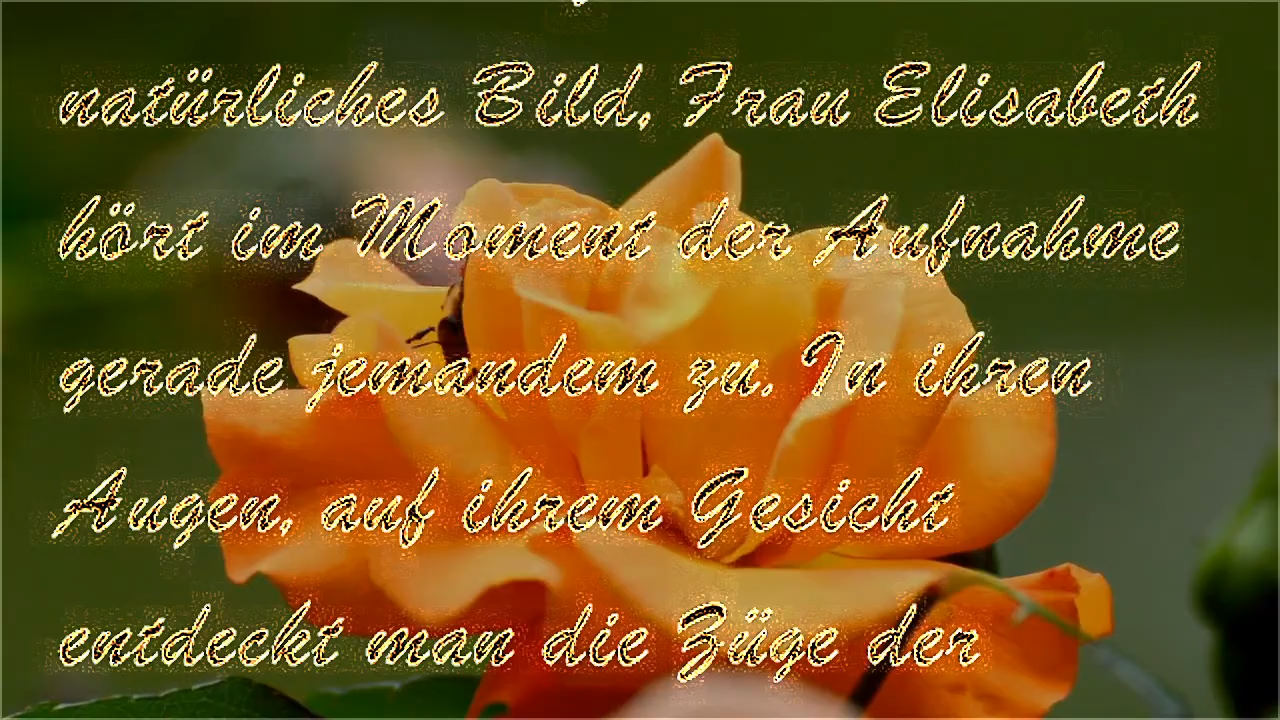 natürliches Bild, Frau Elisabeth
hört im Moment der Aufnahme
gerade jemandem zu. In ihren
Augen, auf ihrem Gesicht
entdeckt man die Züge der